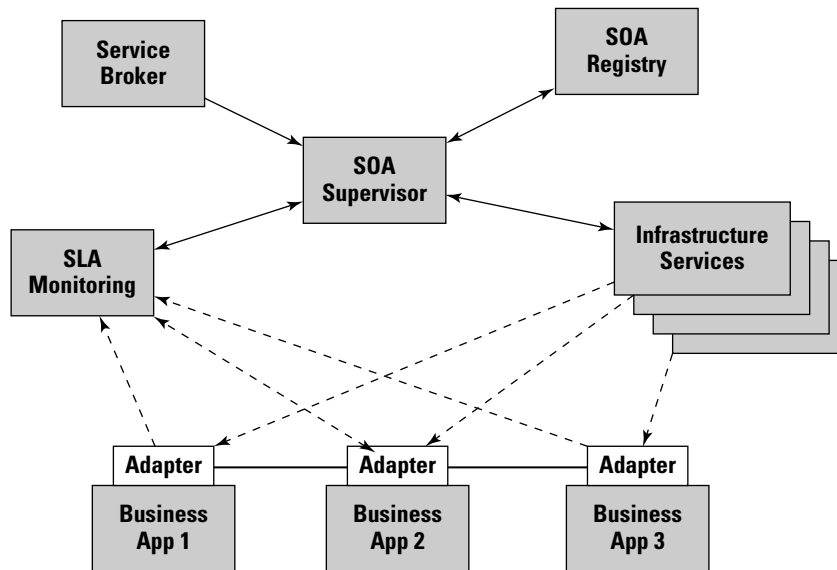 Service
Broker
SOA
Registry
SOA
Supervisor
SLA
Monitoring
Infrastructure
Services
Adapter
Adapter
Adapter
Business
App 1
Business
App 2
Business
App 3